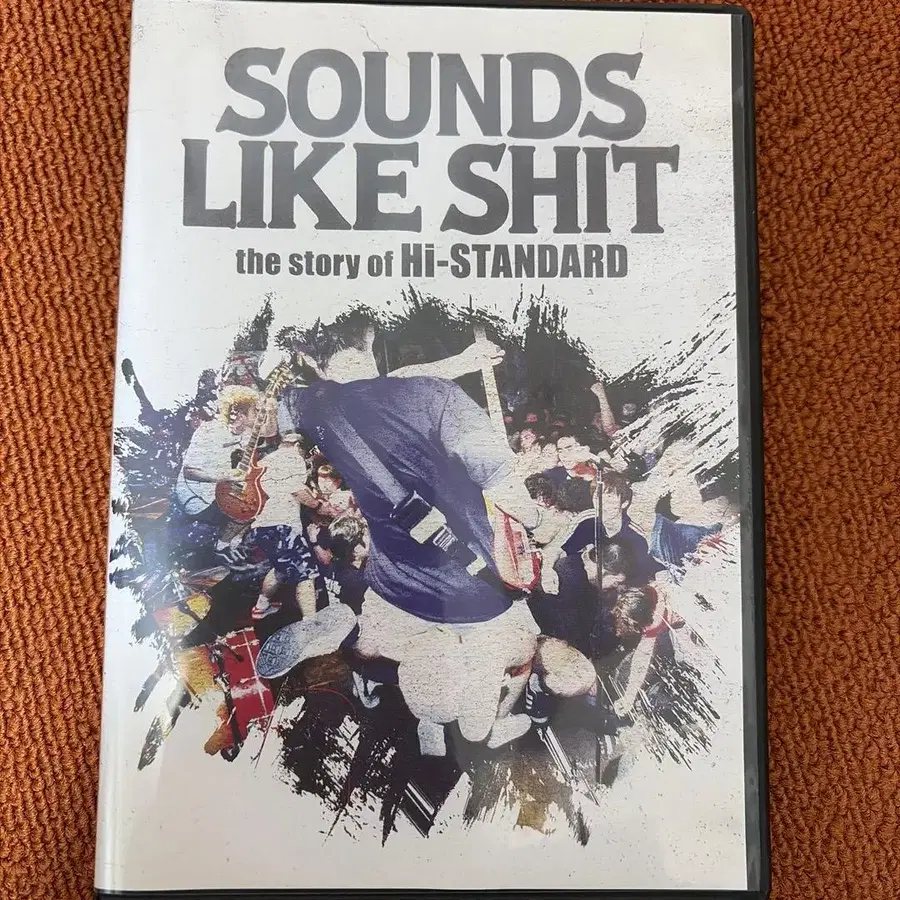 SOUNDS
LIKE SHIT
the story of Hi-STANDARD